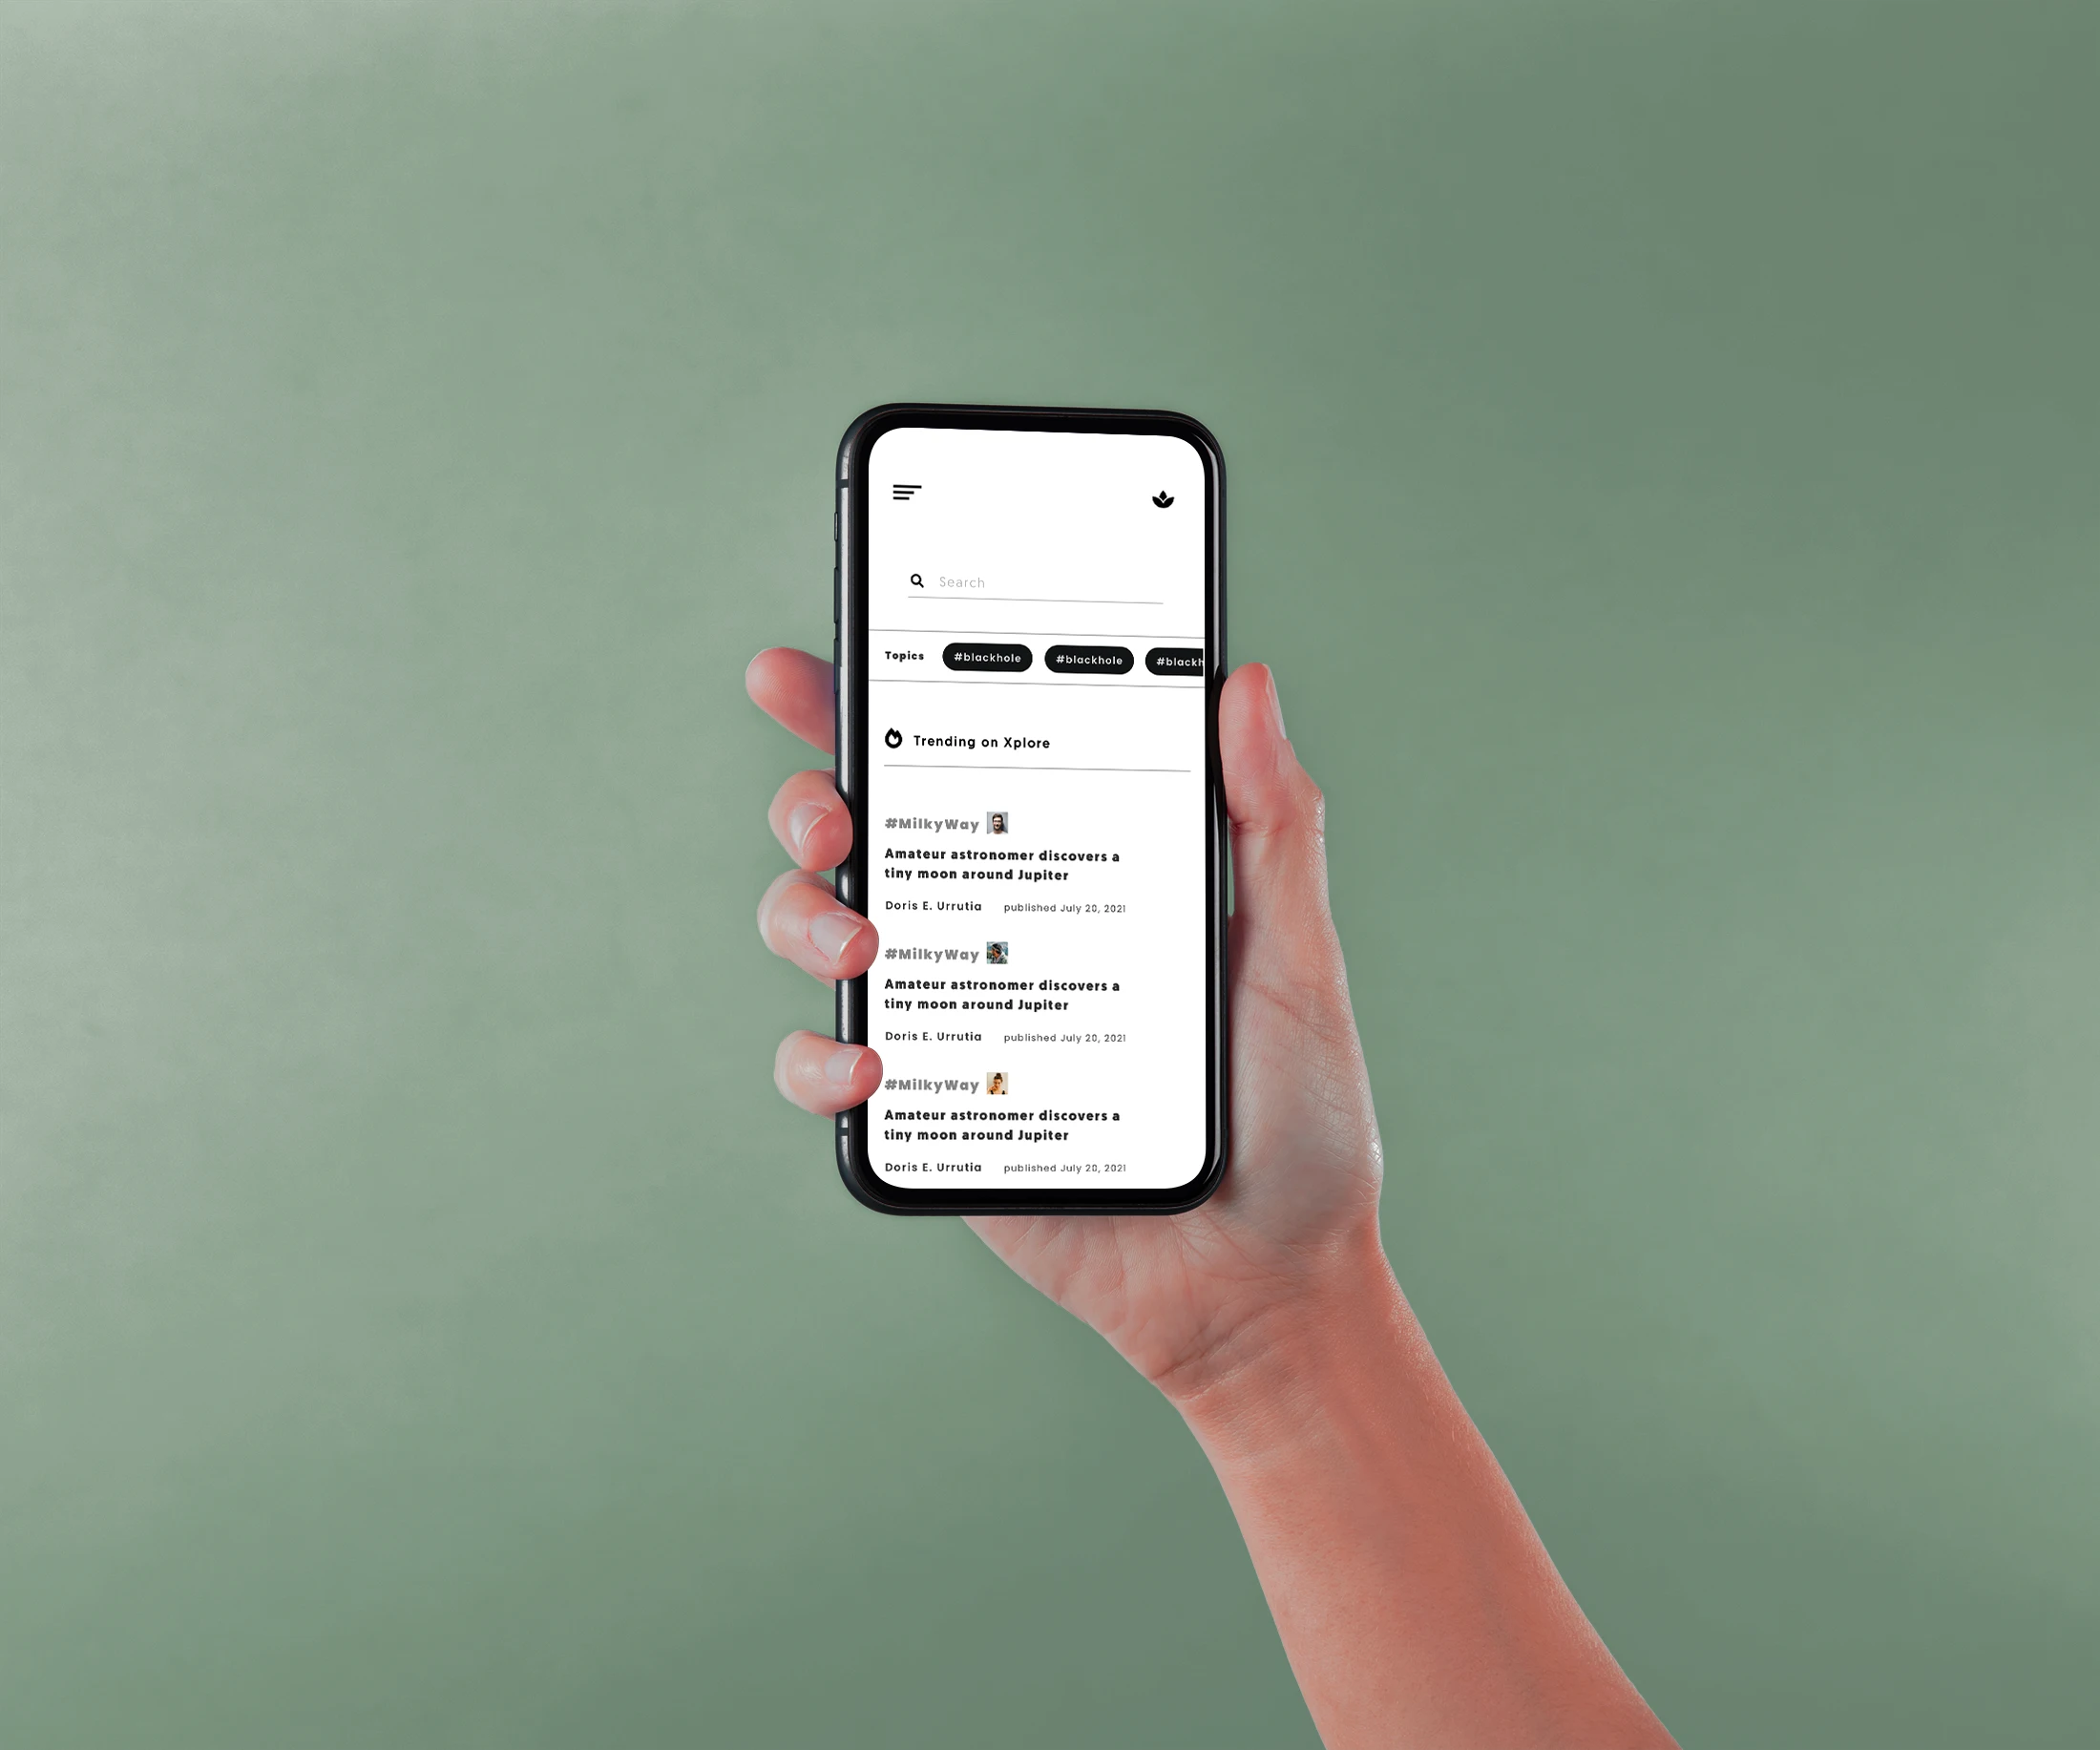 Search
Topics #blackhole #blackhole #blackh
Trending on Xplore
#MilkyWay
Amateur astronomer discovers a
tiny moon around Jupiter
Doris E. Urrutia published July 20, 2021
#MilkyWay
Amateur astronomer discovers a
tiny moon around Jupiter
Doris E. Urrutia published July 20, 2021
#MilkyWay
Amateur astronomer discovers a
tiny moon around Jupiter
Doris E. Urrutia published July 20, 2021